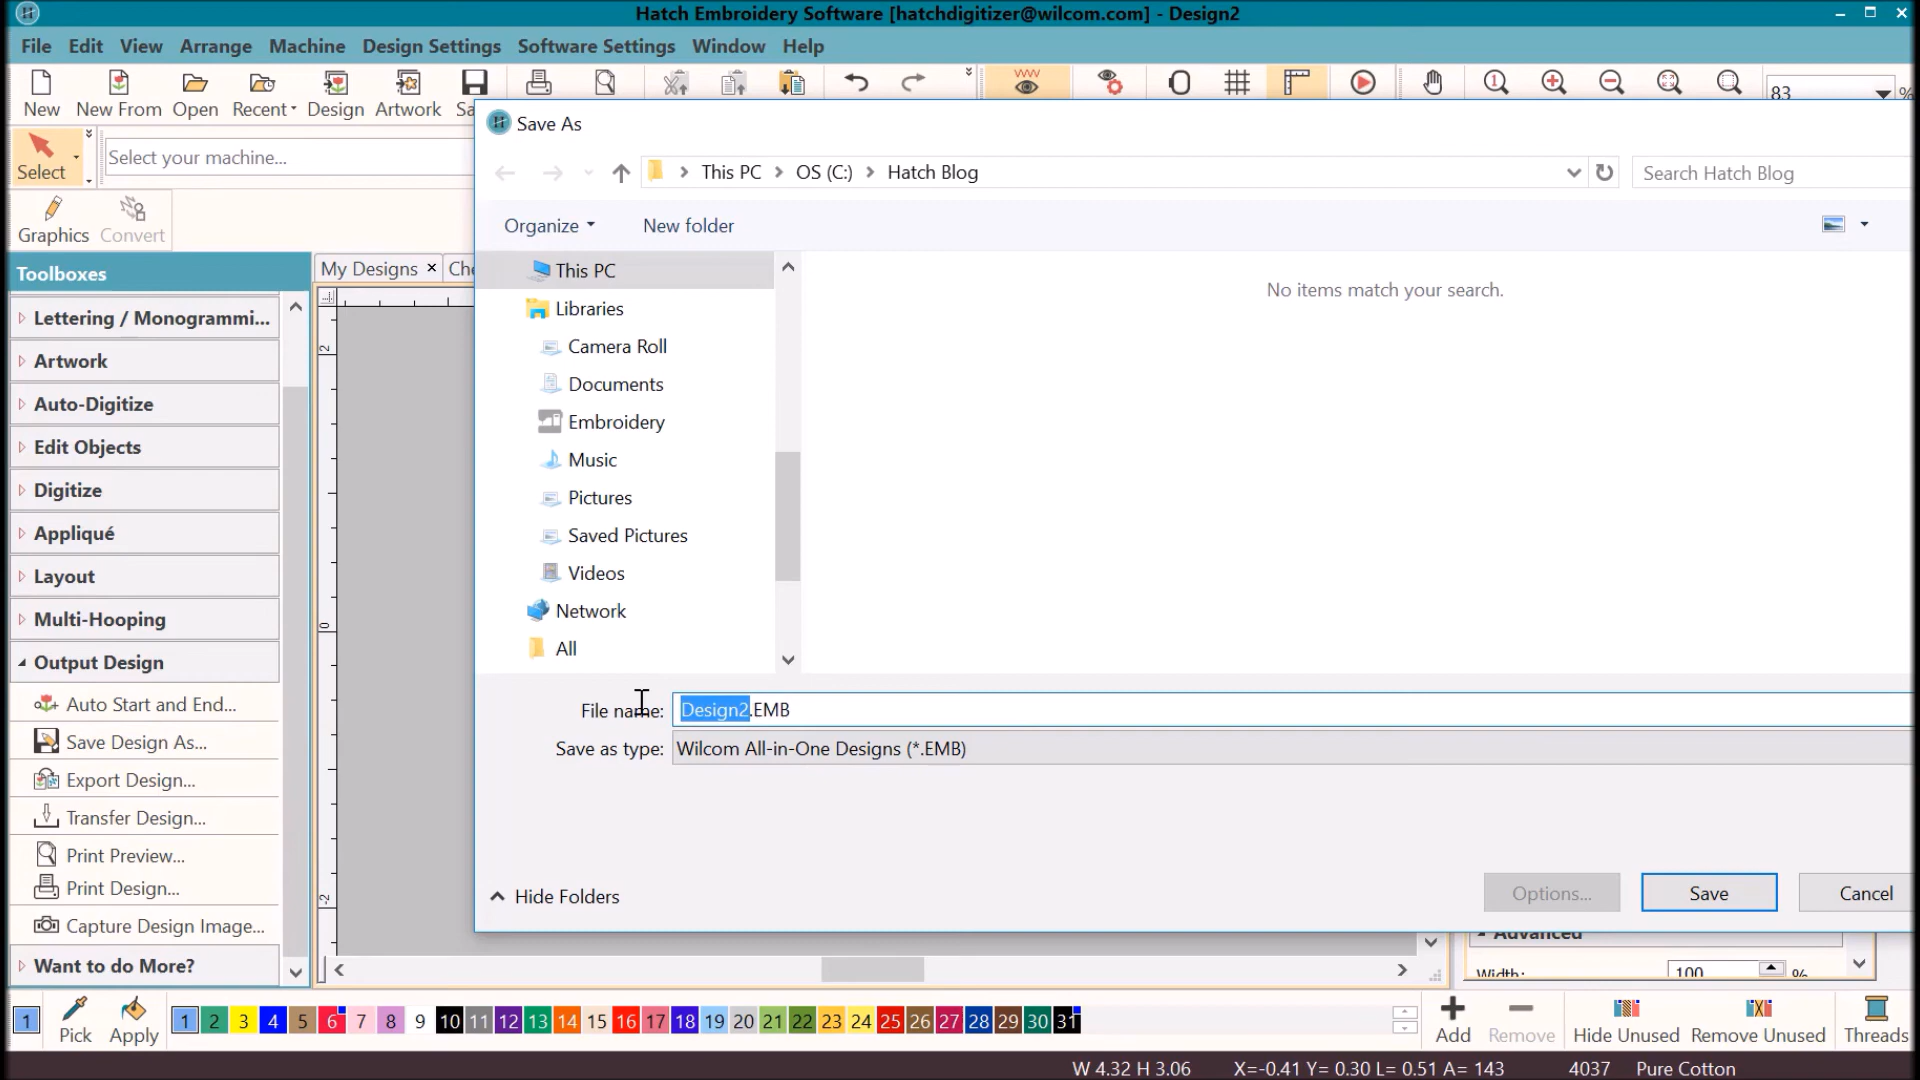 Hatch Embroidery Software [hatchdigitizer@wilcom.com] - Design2
File Edit View Arrange Machine Design Settings Software Settings Window Help
New New From Open Recent Design Artwork Sa
83 %
Select
Select your machine...
Graphics Convert
Toolboxes
My Designs × Che
Lettering / Monogrammi...
Artwork
Auto-Digitize
Edit Objects
Digitize
Appliqué
Layout
Multi-Hooping
Output Design
Auto Start and End...
Save Design As...
Export Design...
Transfer Design...
Print Preview...
Print Design...
Capture Design Image...
Want to do More?
2
0
-2
Save As
This PC > OS (C:) > Hatch Blog
Search Hatch Blog
Organize
New folder
This PC
Libraries
Camera Roll
Documents
Embroidery
Music
Pictures
Saved Pictures
Videos
Network
All
No items match your search.
File name: Design2.EMB
Save as type: Wilcom All-in-One Designs (*.EMB)
Hide Folders
Options... Save Cancel
Advanced
Width: 100 %
1 Pick Apply
1 2 3 4 5 6 7 8 9 10 11 12 13 14 15 16 17 18 19 20 21 22 23 24 25 26 27 28 29 30 31
Add Remove Hide Unused Remove Unused Threads
W 4.32 H 3.06 X=-0.41 Y= 0.30 L= 0.51 A= 143 4037 Pure Cotton